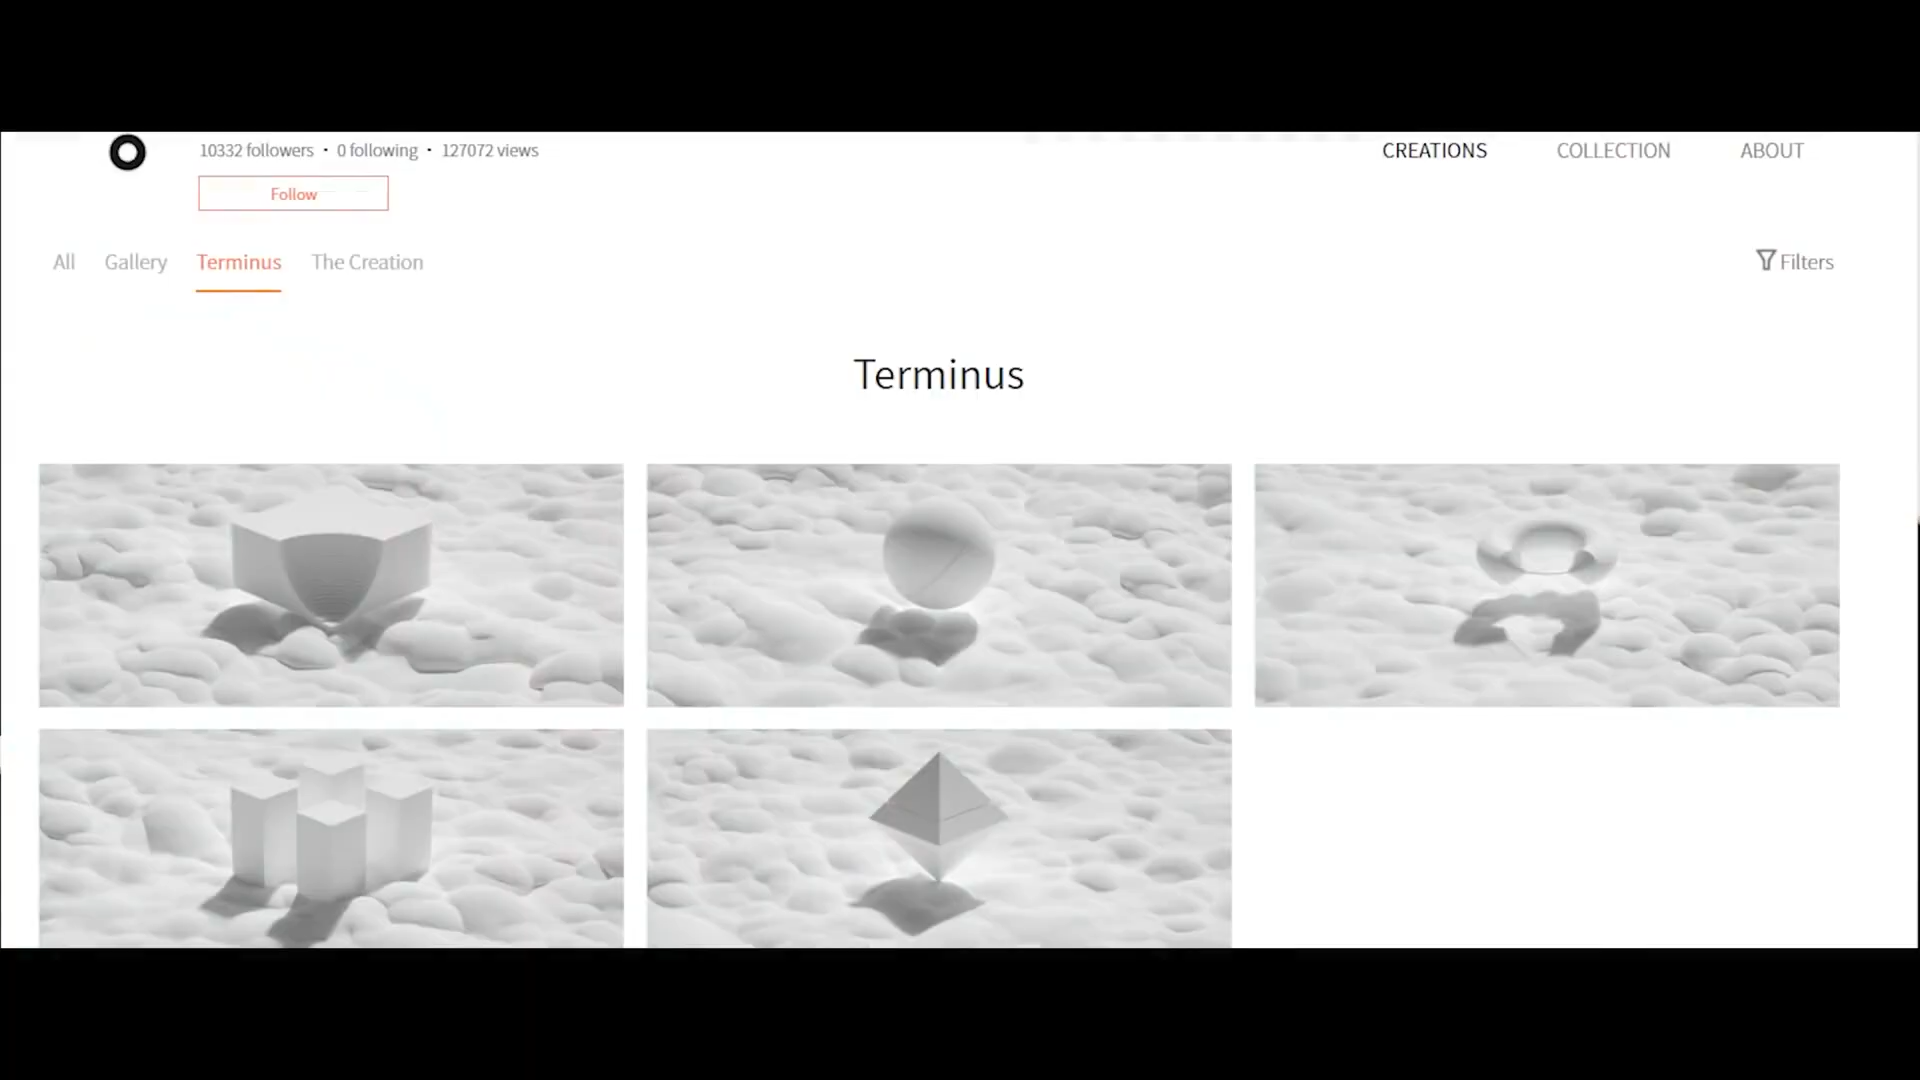 10332 followers · 0 following · 127072 views
CREATIONS COLLECTION ABOUT
Follow
All Gallery Terminus The Creation
Filters
Terminus